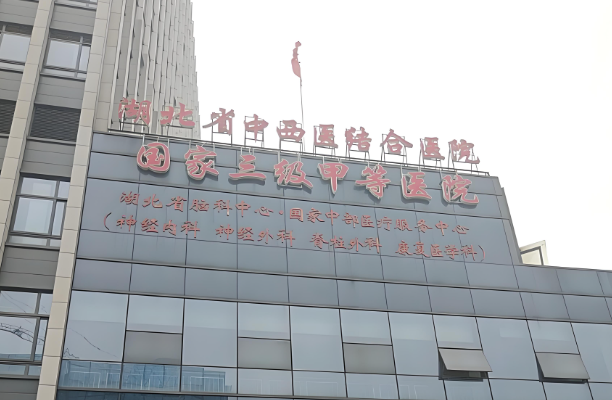 湖北省中西医结合医院
国家三级甲等医院
湖北省脑科中心·国家中部医疗服务中心
(神经内科 神经外科 脊柱外科 康复医学科)